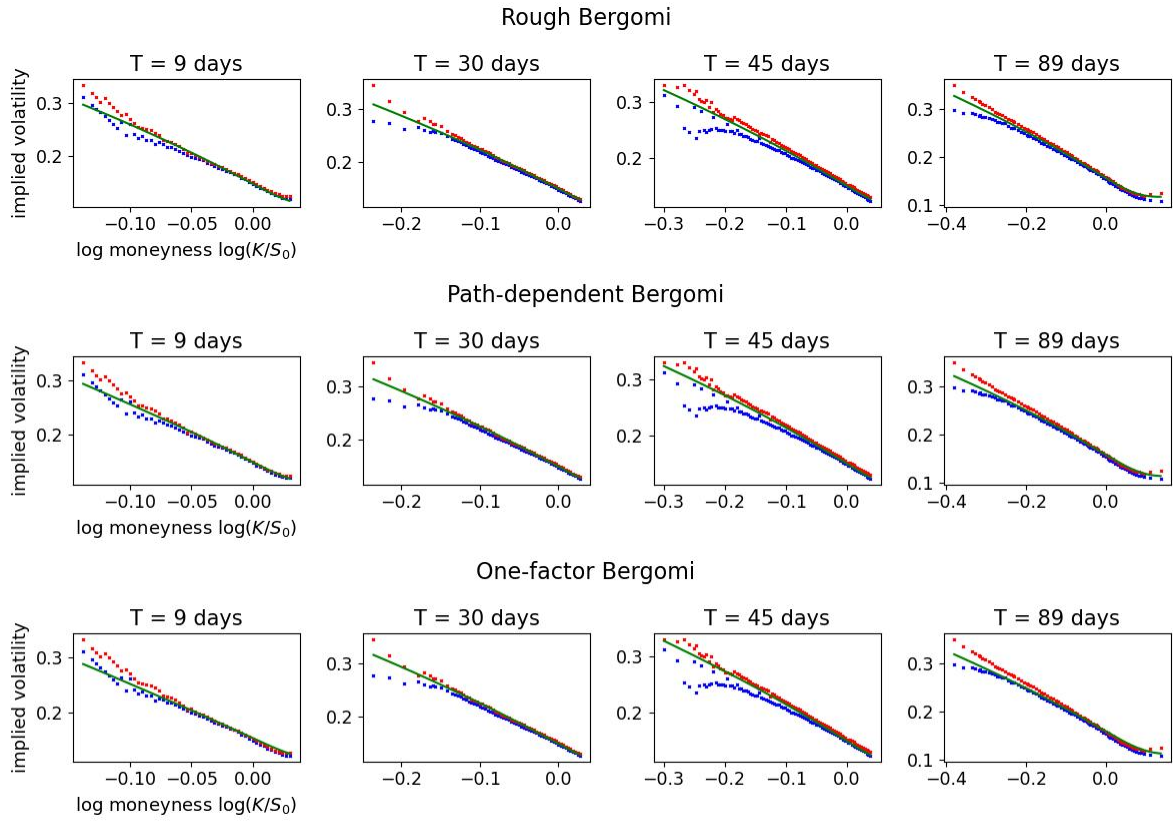 Rough Bergomi
T = 9 days T = 30 days T = 45 days T = 89 days
implied volatility
0.3 0.3 0.3 0.3
0.2 0.2 0.2 0.2
0.1
−0.10 −0.05 0.00 −0.2 −0.1 0.0 −0.3 −0.2 −0.1 0.0 −0.4 −0.2 0.0
log moneyness log(K/S₀)
Path-dependent Bergomi
T = 9 days T = 30 days T = 45 days T = 89 days
implied volatility
0.3 0.3 0.3 0.3
0.2 0.2 0.2 0.2
0.1
−0.10 −0.05 0.00 −0.2 −0.1 0.0 −0.3 −0.2 −0.1 0.0 −0.4 −0.2 0.0
log moneyness log(K/S₀)
One-factor Bergomi
T = 9 days T = 30 days T = 45 days T = 89 days
implied volatility
0.3 0.3 0.3 0.3
0.2 0.2 0.2 0.2
0.1
−0.10 −0.05 0.00 −0.2 −0.1 0.0 −0.3 −0.2 −0.1 0.0 −0.4 −0.2 0.0
log moneyness log(K/S₀)